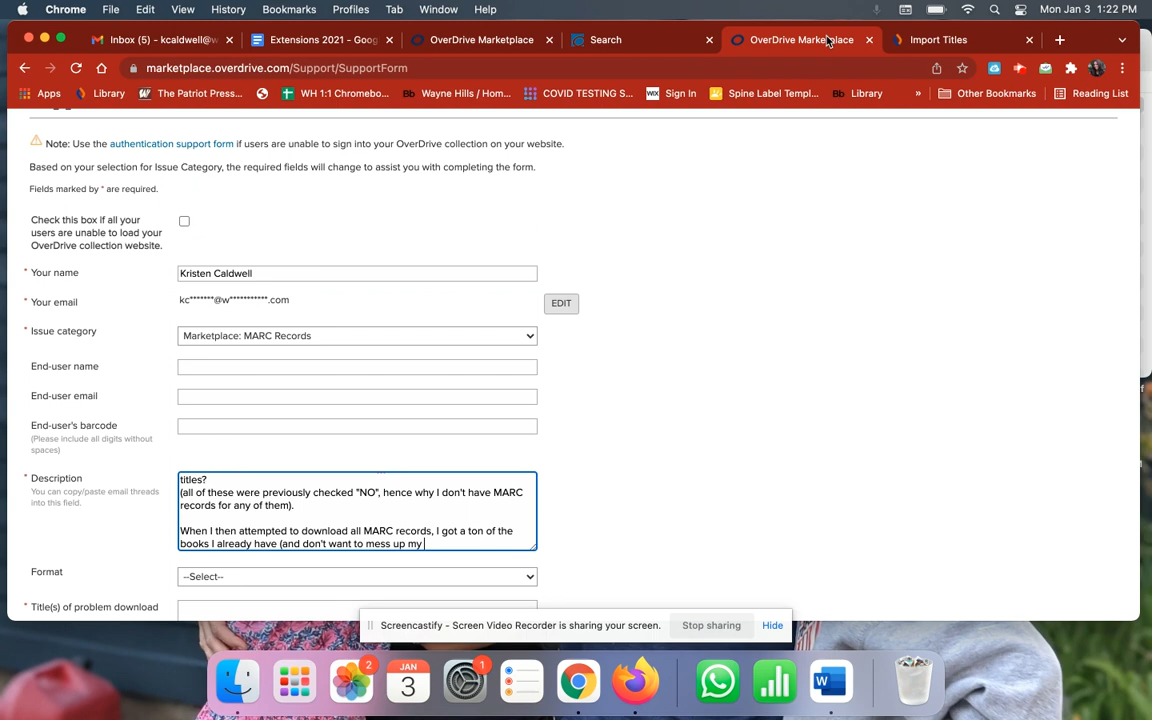 Chrome File Edit View History Bookmarks Profiles Tab Window Help Mon Jan 3 1:22 PM
Inbox (5) - kcaldwell@w Extensions 2021 - Goog OverDrive Marketplace Search OverDrive Marketplace Import Titles
marketplace.overdrive.com/Support/SupportForm
Apps Library The Patriot Press... WH 1:1 Chromebo... Bb Wayne Hills / Hom... COVID TESTING S... WIX Sign In Spine Label Templ... Bb Library » Other Bookmarks Reading List
Note: Use the authentication support form if users are unable to sign into your OverDrive collection on your website.
Based on your selection for Issue Category, the required fields will change to assist you with completing the form.
Fields marked by * are required.
Check this box if all your
users are unable to load your
OverDrive collection website.
* Your name Kristen Caldwell
* Your email kc*******@w***********.com EDIT
* Issue category Marketplace: MARC Records
End-user name
End-user email
End-user's barcode
(Please include all digits without
spaces)
* Description
You can copy/paste email threads
into this field.
titles?
(all of these were previously checked "NO", hence why I don't have MARC
records for any of them).
When I then attempted to download all MARC records, I got a ton of the
books I already have (and don't want to mess up my
Format --Select--
* Title(s) of problem download
Screencastify - Screen Video Recorder is sharing your screen. Stop sharing Hide
2
JAN
3
1
W